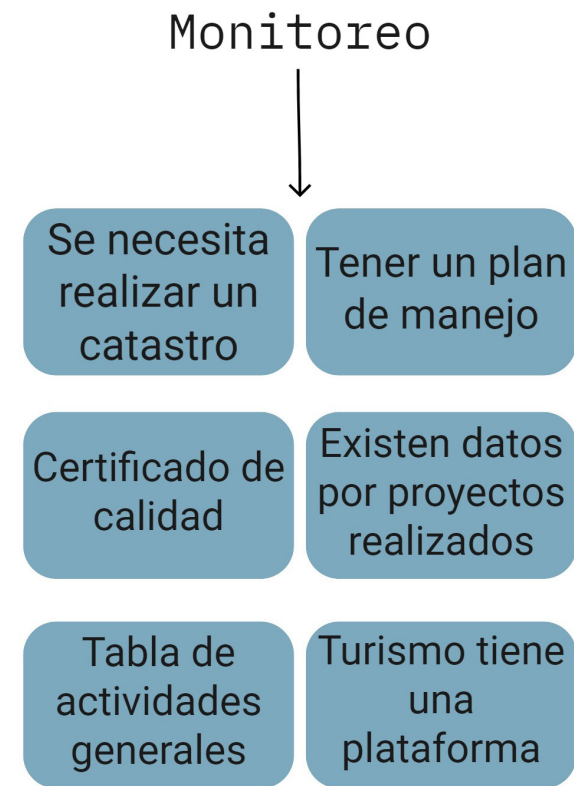 Monitoreo
Se necesita
realizar un
catastro
Tener un plan
de manejo
Certificado de
calidad
Existen datos
por proyectos
realizados
Tabla de
actividades
generales
Turismo tiene
una
plataforma